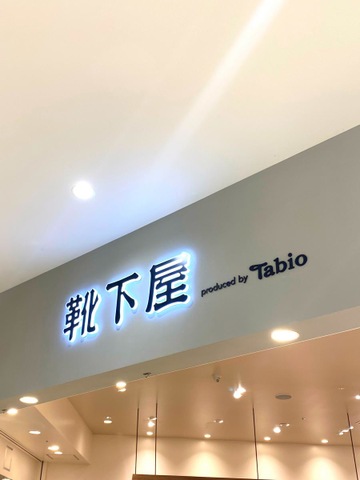 靴下屋 produced by Tabio